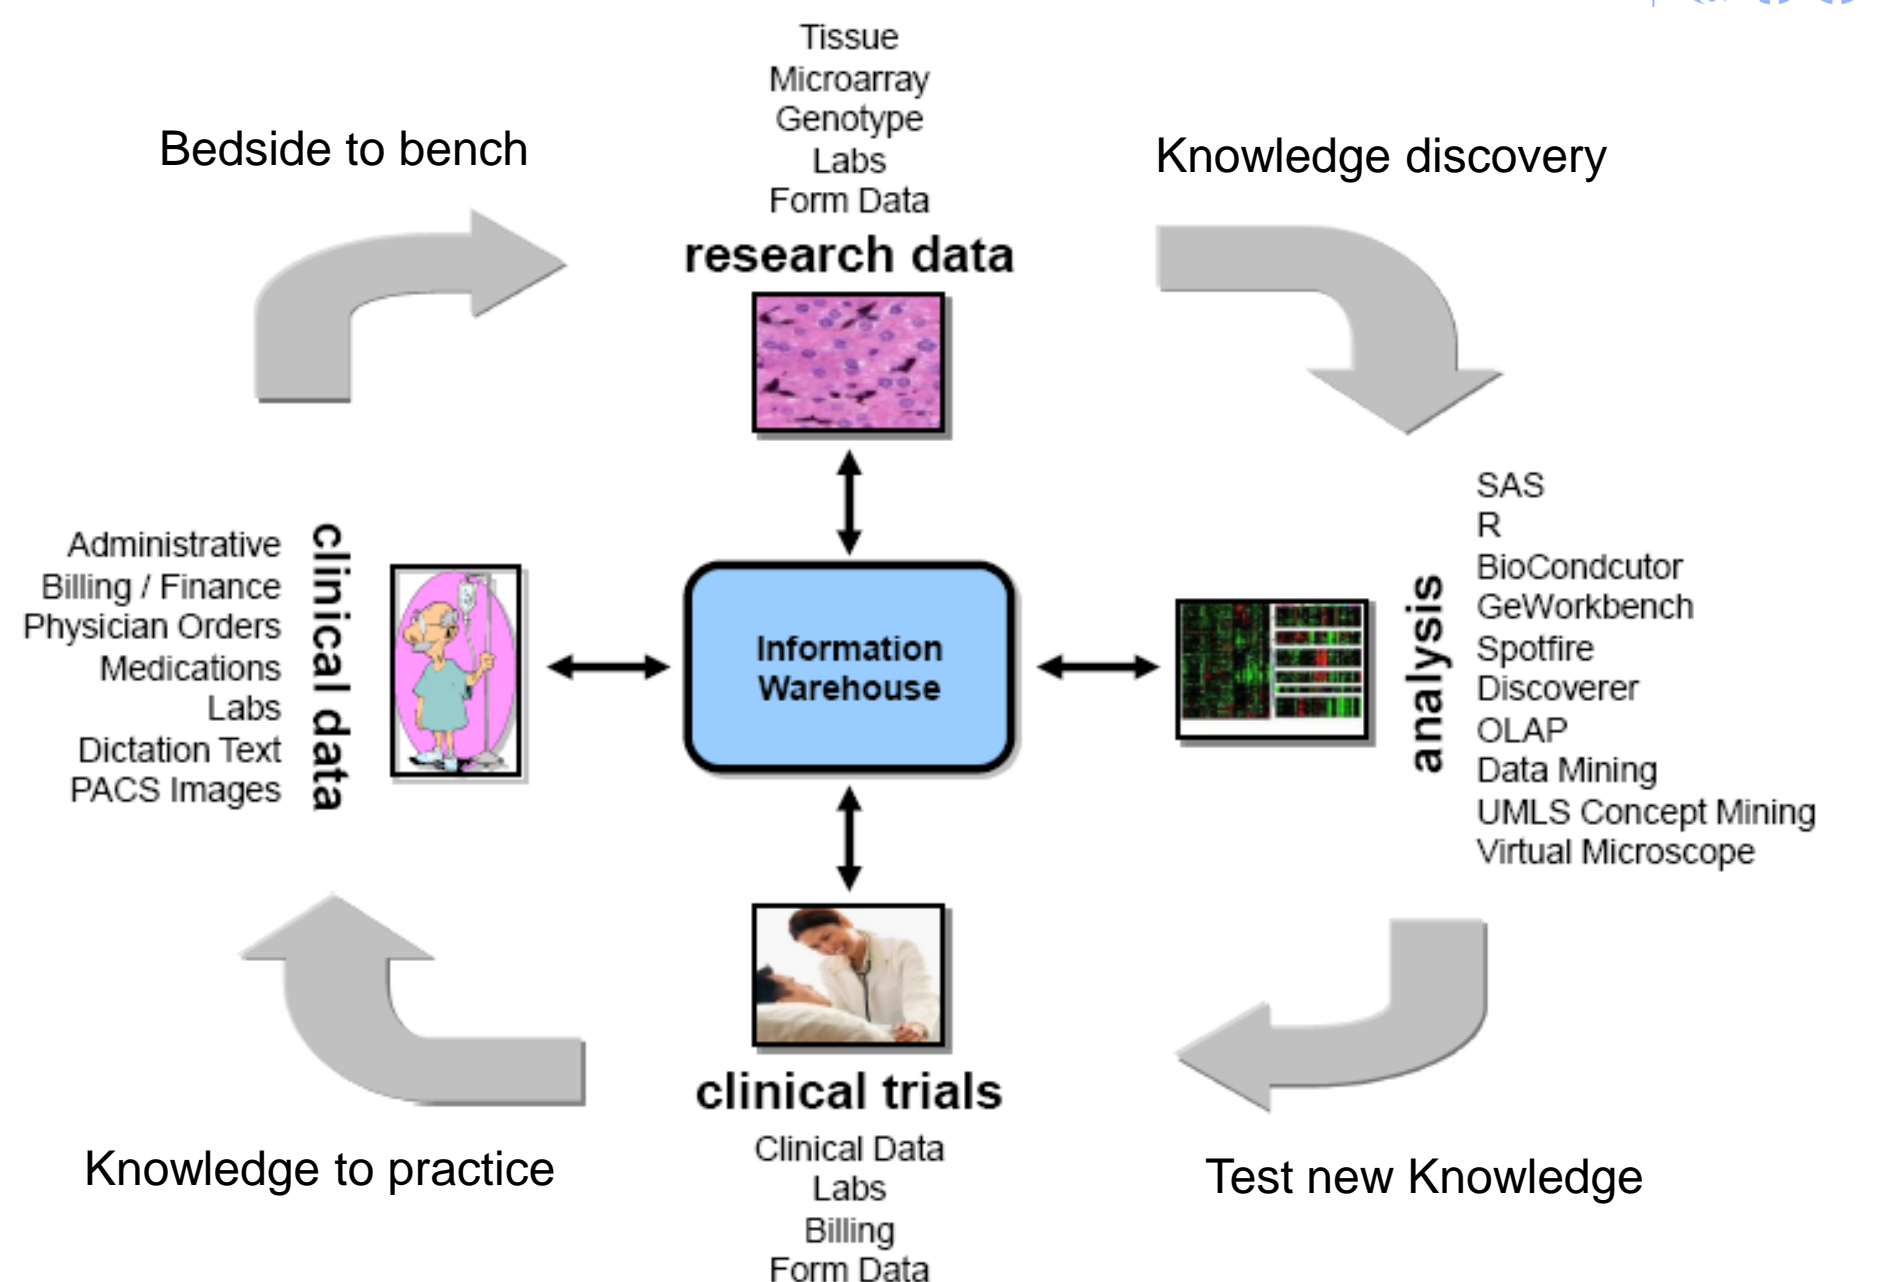 Tissue
Microarray
Genotype
Labs
Form Data
research data
Bedside to bench
Knowledge discovery
Administrative
Billing / Finance
Physician Orders
Medications
Labs
Dictation Text
PACS Images
clinical data
Information
Warehouse
analysis
SAS
R
BioCondcutor
GeWorkbench
Spotfire
Discoverer
OLAP
Data Mining
UMLS Concept Mining
Virtual Microscope
clinical trials
Clinical Data
Labs
Billing
Form Data
Knowledge to practice
Test new Knowledge